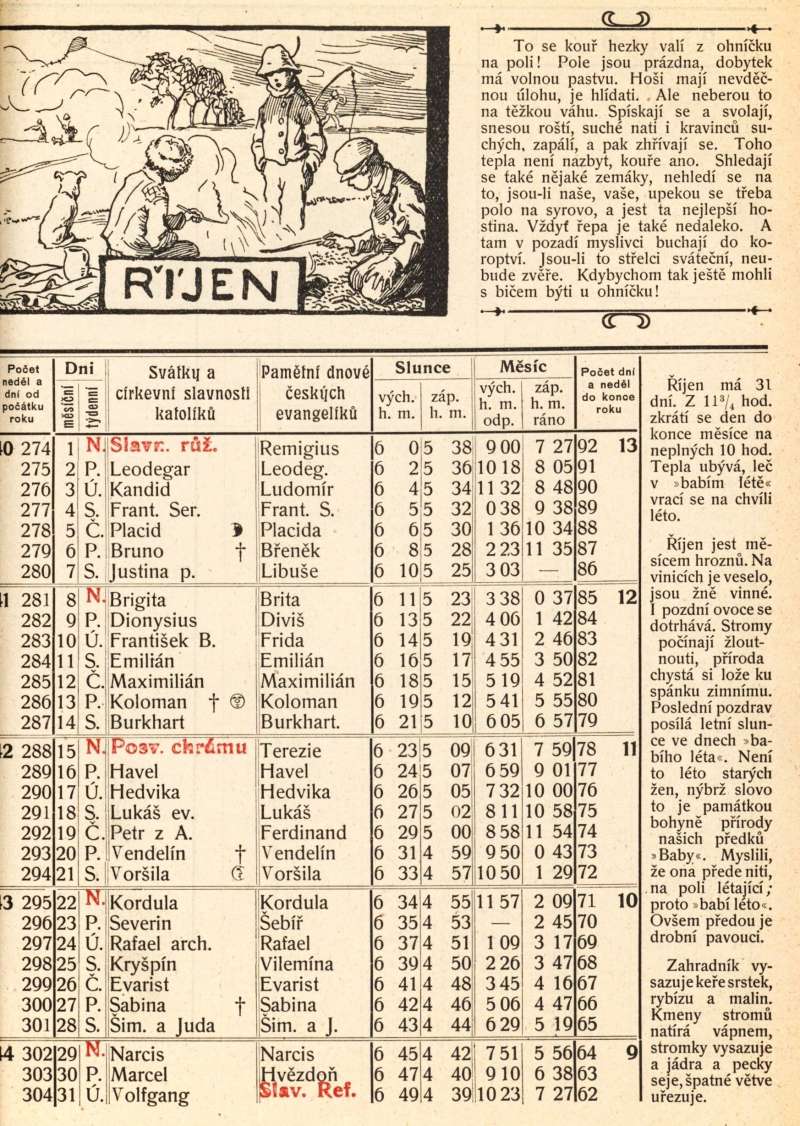 To se kouř hezky valí z ohníčku
na poli! Pole jsou prázdna, dobytek
má volnou pastvu. Hoši mají nevděč-
nou úlohu, je hlídati. Ale neberou to
na těžkou váhu. Spískají se a svolají,
snesou roští, suché nati i kravinců su-
chých, zapálí, a pak zhřívají se. Toho
tepla není nazbyt, kouře ano. Shledají
se také nějaké zemáky, nehledí se na
to, jsou-li naše, vaše, upekou se třeba
polo na syrovo, a jest ta nejlepší ho-
stina. Vždyť řepa je také nedaleko. A
tam v pozadí myslivci buchají do ko-
roptví. Jsou-li to střelci sváteční, neu-
bude zvěře. Kdybychom tak ještě mohli
s bičem býti u ohníčku!
ŘÍJEN
Počet neděl a dní od počátku roku
Dni měsíční týdenní
Svátky a církevní slavnosti katolíků
Pamětní dnové českých evangelíků
Slunce vých. h. m. záp. h. m.
Měsíc vých. h. m. odp. záp. h. m. ráno
Počet dní a neděl do konce roku
40 274 1 N. Slavn. růž. Remigius 6 0 5 38 9 00 7 27 92 13
275 2 P. Leodegar Leodeg. 6 2 5 36 10 18 8 05 91
276 3 Ú. Kandid Ludomír 6 4 5 34 11 32 8 48 90
277 4 S. Frant. Ser. Frant. S. 6 5 5 32 0 38 9 38 89
278 5 Č. Placid Placida 6 6 5 30 1 36 10 34 88
279 6 P. Bruno † Břeněk 6 8 5 28 2 23 11 35 87
280 7 S. Justina p. Libuše 6 10 5 25 3 03 — 86
41 281 8 N. Brigita Brita 6 11 5 23 3 38 0 37 85 12
282 9 P. Dionysius Diviš 6 13 5 22 4 06 1 42 84
283 10 Ú. František B. Frida 6 14 5 19 4 31 2 46 83
284 11 S. Emilián Emilián 6 16 5 17 4 55 3 50 82
285 12 Č. Maximilián Maximilián 6 18 5 15 5 19 4 52 81
286 13 P. Koloman † Koloman 6 19 5 12 5 41 5 55 80
287 14 S. Burkhart Burkhart. 6 21 5 10 6 05 6 57 79
42 288 15 N. Posv. chrámu Terezie 6 23 5 09 6 31 7 59 78 11
289 16 P. Havel Havel 6 24 5 07 6 59 9 01 77
290 17 Ú. Hedvika Hedvika 6 26 5 05 7 32 10 00 76
291 18 S. Lukáš ev. Lukáš 6 27 5 02 8 11 10 58 75
292 19 Č. Petr z A. Ferdinand 6 29 5 00 8 58 11 54 74
293 20 P. Vendelín † Vendelín 6 31 4 59 9 50 0 43 73
294 21 S. Voršila Voršila 6 33 4 57 10 50 1 29 72
43 295 22 N. Kordula Kordula 6 34 4 55 11 57 2 09 71 10
296 23 P. Severin Šebíř 6 35 4 53 — 2 45 70
297 24 Ú. Rafael arch. Rafael 6 37 4 51 1 09 3 17 69
298 25 S. Kryšpín Vilemína 6 39 4 50 2 26 3 47 68
299 26 Č. Evarist Evarist 6 41 4 48 3 45 4 16 67
300 27 P. Sabina † Sabina 6 42 4 46 5 06 4 47 66
301 28 S. Šim. a Juda Šim. a J. 6 43 4 44 6 29 5 19 65
44 302 29 N. Narcis Narcis 6 45 4 42 7 51 5 56 64 9
303 30 P. Marcel Hvězdoň 6 47 4 40 9 10 6 38 63
304 31 Ú. Volfgang Slav. Ref. 6 49 4 39 10 23 7 27 62
Říjen má 31
dní. Z 11¾ hod.
zkrátí se den do
konce měsíce na
neplných 10 hod.
Tepla ubývá, leč
v »babím létě«
vrací se na chvíli
léto.
Říjen jest mě-
sícem hroznů. Na
vinicích je veselo,
jsou žně vinné.
I pozdní ovoce se
dotrhává. Stromy
počínají žlout-
nouti, příroda
chystá si lože ku
spánku zimnímu.
Poslední pozdrav
posílá letní slun-
ce ve dnech »ba-
bího léta«. Není
to léto starých
žen, nýbrž slovo
to je památkou
bohyně přírody
našich předků
»Baby«. Myslili,
že ona přede niti,
na poli létající;
proto »babí léto«.
Ovšem předou je
drobní pavouci.
Zahradník vy-
sazuje keře srstek,
rybízu a malin.
Kmeny stromů
natírá vápnem,
stromky vysazuje
a jádra a pecky
seje, špatné větve
uřezuje.